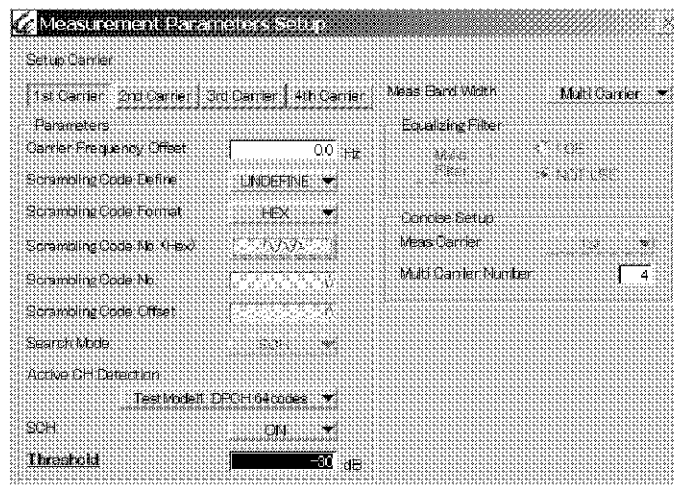 Measurement Parameters Setup
Setup Carrier
1st Carrier 2nd Carrier 3rd Carrier 4th Carrier
Meas Band Width Multi Carrier
Parameters
Carrier Frequency Offset 0.0 Hz
Scrambling Code Define UNDEFINE
Scrambling Code Format HEX
Scrambling Code No. (Hex)
Scrambling Code No.
Scrambling Code Offset
Search Mode SCH
Active CH Detection
TestModel1 DPCH 64codes
SCH ON
Threshold -30 dB
Equalizing Filter
Filter
USE
NOT USE
Concise Setup
Meas Carrier
Multi Carrier Number 4